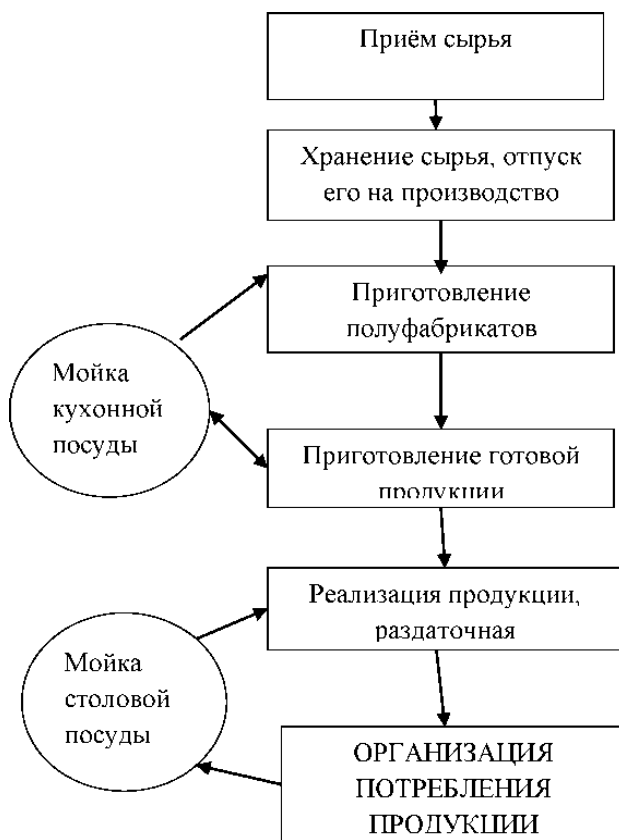 Приём сырья
Хранение сырья, отпуск
его на производство
Приготовление
полуфабрикатов
Мойка
кухонной
посуды
Приготовление готовой
продукции
Реализация продукции,
раздаточная
Мойка
столовой
посуды
ОРГАНИЗАЦИЯ
ПОТРЕБЛЕНИЯ
ПРОДУКЦИИ